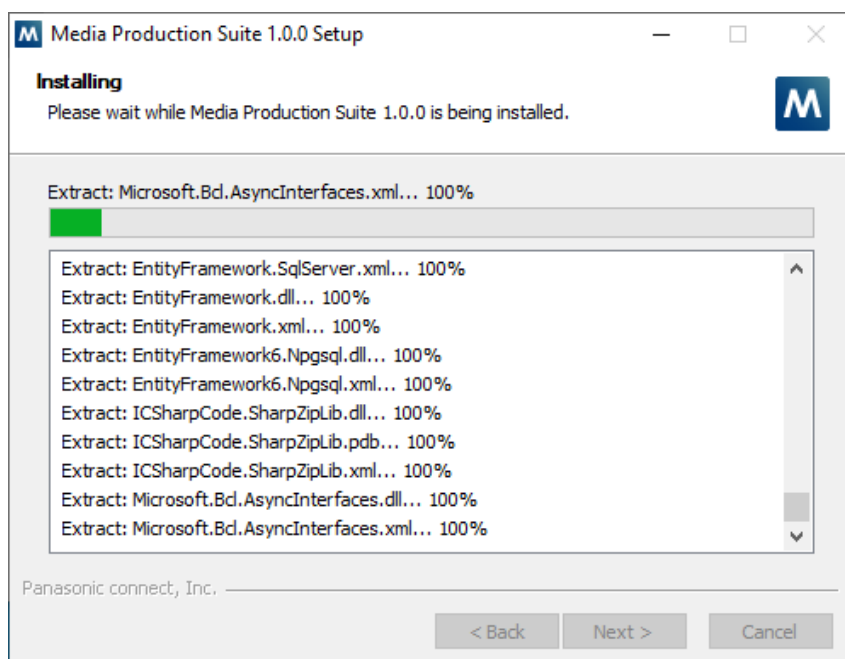 M Media Production Suite 1.0.0 Setup
Installing
Please wait while Media Production Suite 1.0.0 is being installed.
M
Extract: Microsoft.Bcl.AsyncInterfaces.xml... 100%
Extract: EntityFramework.SqlServer.xml... 100%
Extract: EntityFramework.dll... 100%
Extract: EntityFramework.xml... 100%
Extract: EntityFramework6.Npgsql.dll... 100%
Extract: EntityFramework6.Npgsql.xml... 100%
Extract: ICSharpCode.SharpZipLib.dll... 100%
Extract: ICSharpCode.SharpZipLib.pdb... 100%
Extract: ICSharpCode.SharpZipLib.xml... 100%
Extract: Microsoft.Bcl.AsyncInterfaces.dll... 100%
Extract: Microsoft.Bcl.AsyncInterfaces.xml... 100%
Panasonic connect, Inc.
< Back Next > Cancel